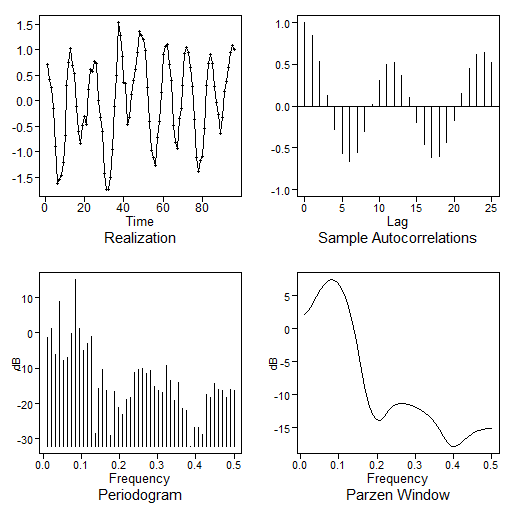 1.5
1.0
0.5
0.0
-0.5
-1.0
-1.5
0 20 40 60 80
Time
Realization
1.0
0.5
0.0
-0.5
-1.0
0 5 10 15 20 25
Lag
Sample Autocorrelations
10
0
-10
-20
-30
dB
0.0 0.1 0.2 0.3 0.4 0.5
Frequency
Periodogram
5
0
-5
-10
-15
dB
0.0 0.1 0.2 0.3 0.4 0.5
Frequency
Parzen Window